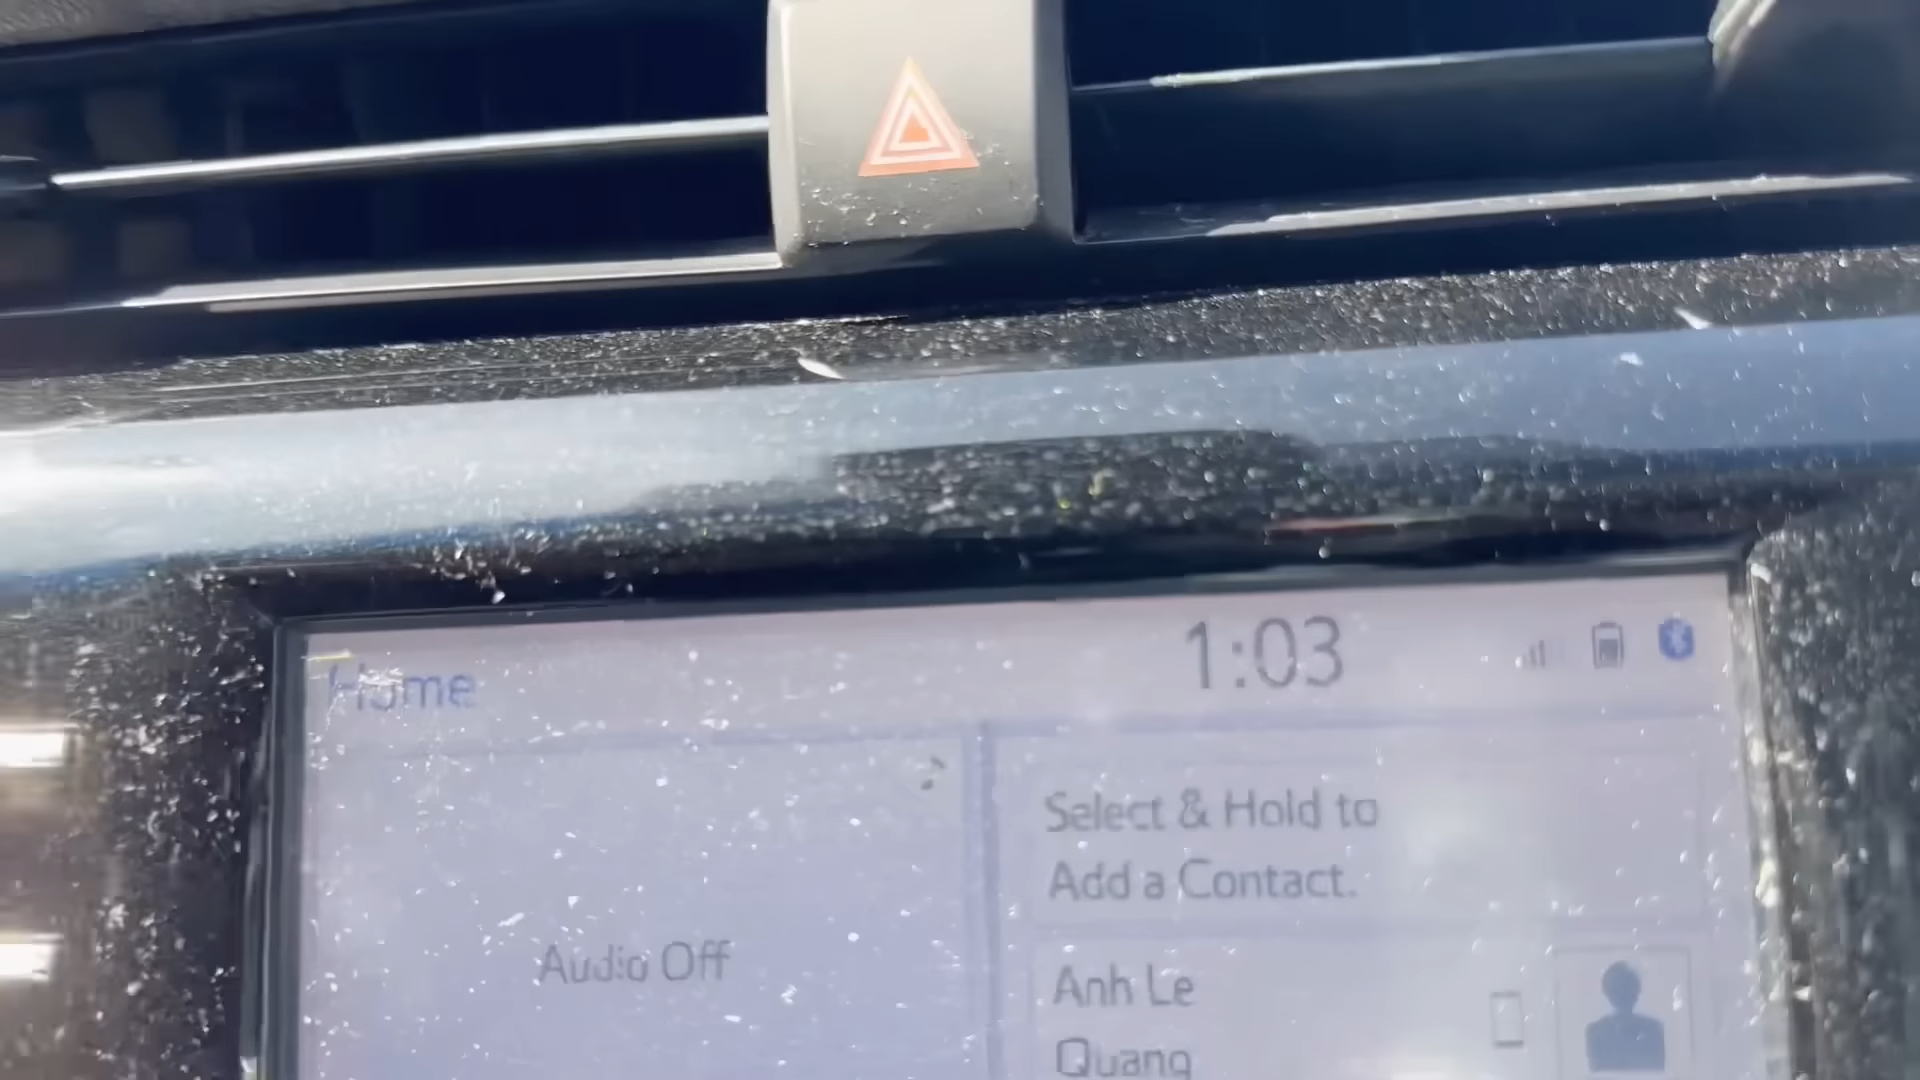 Home
1:03
Select & Hold to
Add a Contact.
Audio Off
Anh Le
Quang